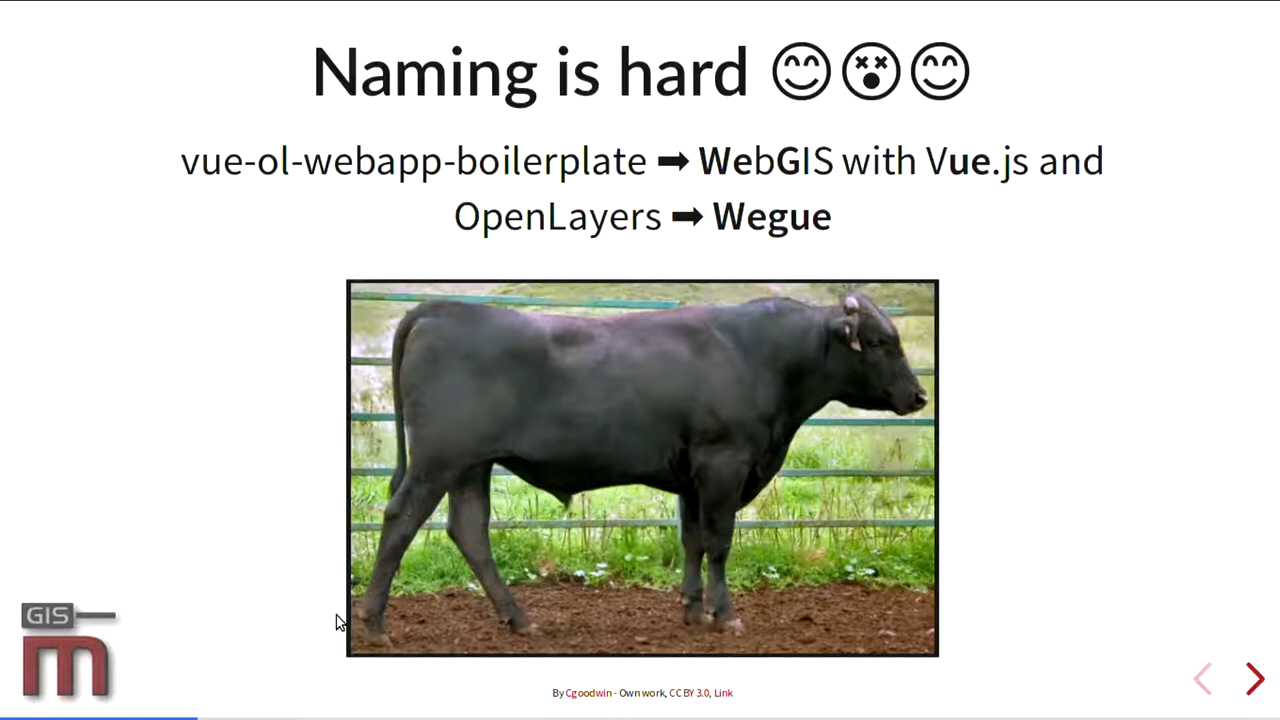 Naming is hard 😊😵😊
vue-ol-webapp-boilerplate ➡ WebGIS with Vue.js and
OpenLayers ➡ Wegue
GIS
m
By Cgoodwin - Own work, CC BY 3.0, Link